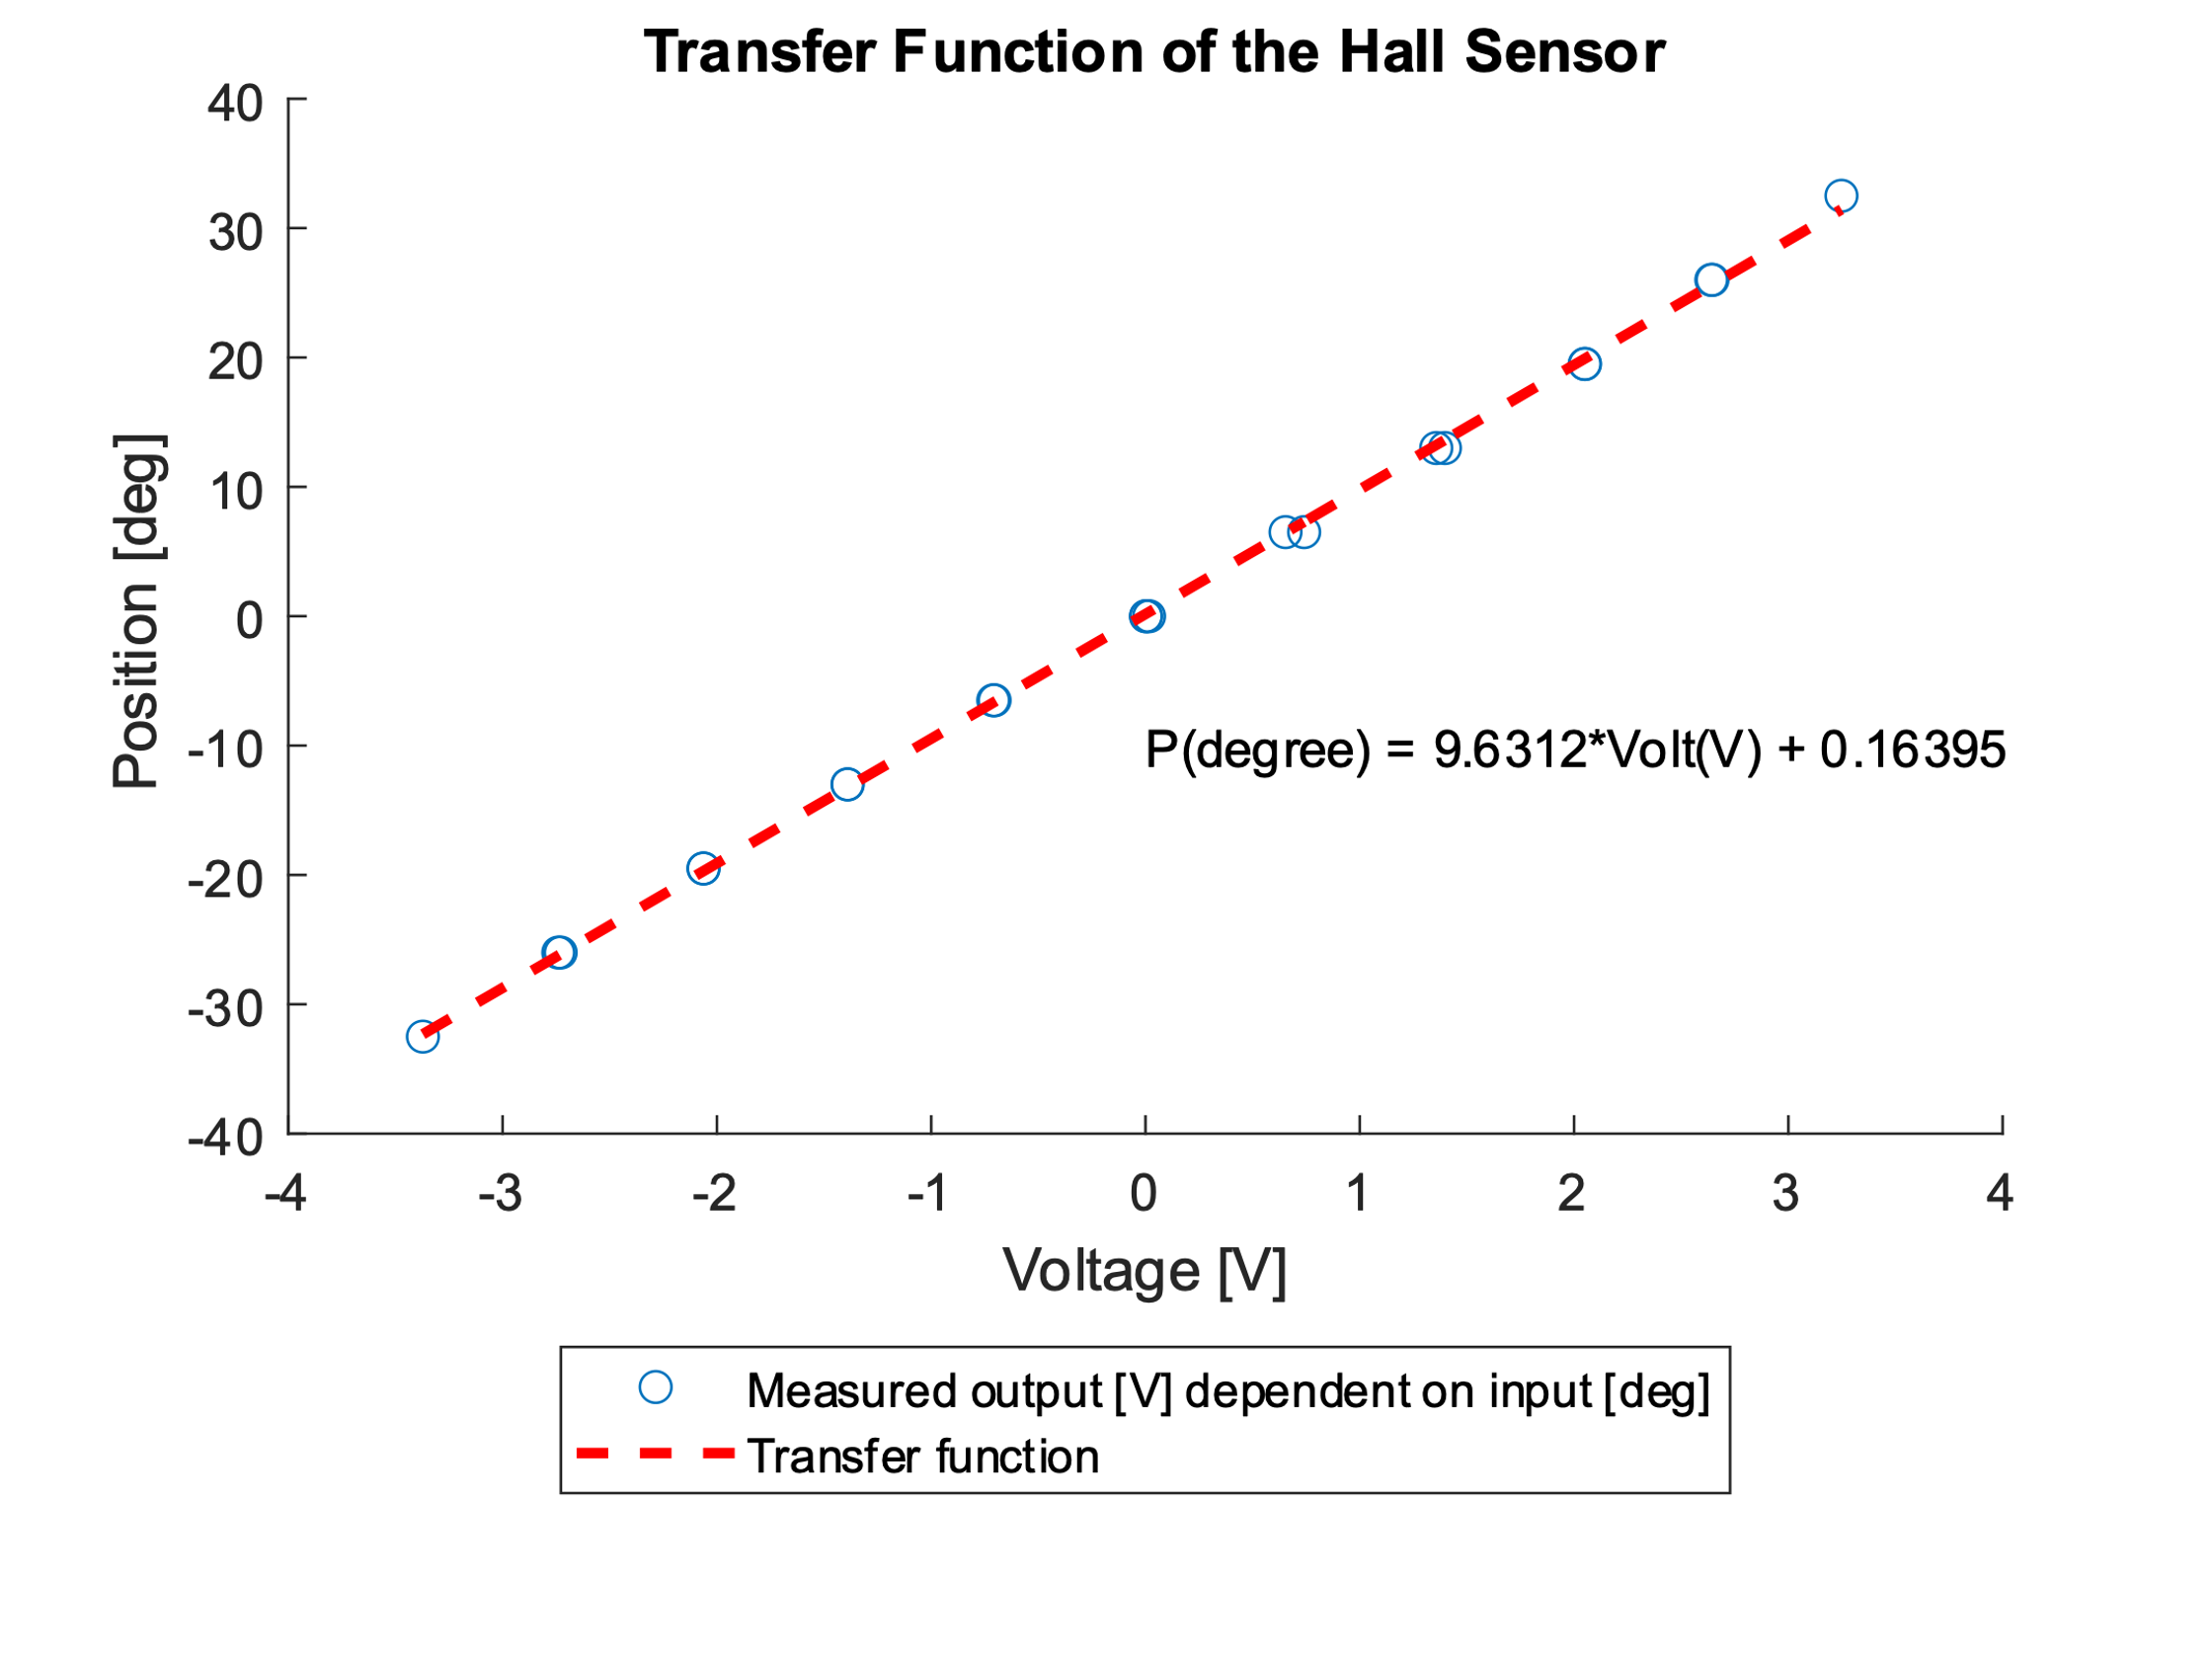 Transfer Function of the Hall Sensor
40
30
20
10
0
-10
-20
-30
-40
Position [deg]
P(degree) = 9.6312*Volt(V) + 0.16395
-4 -3 -2 -1 0 1 2 3 4
Voltage [V]
Measured output [V] dependent on input [deg]
Transfer function